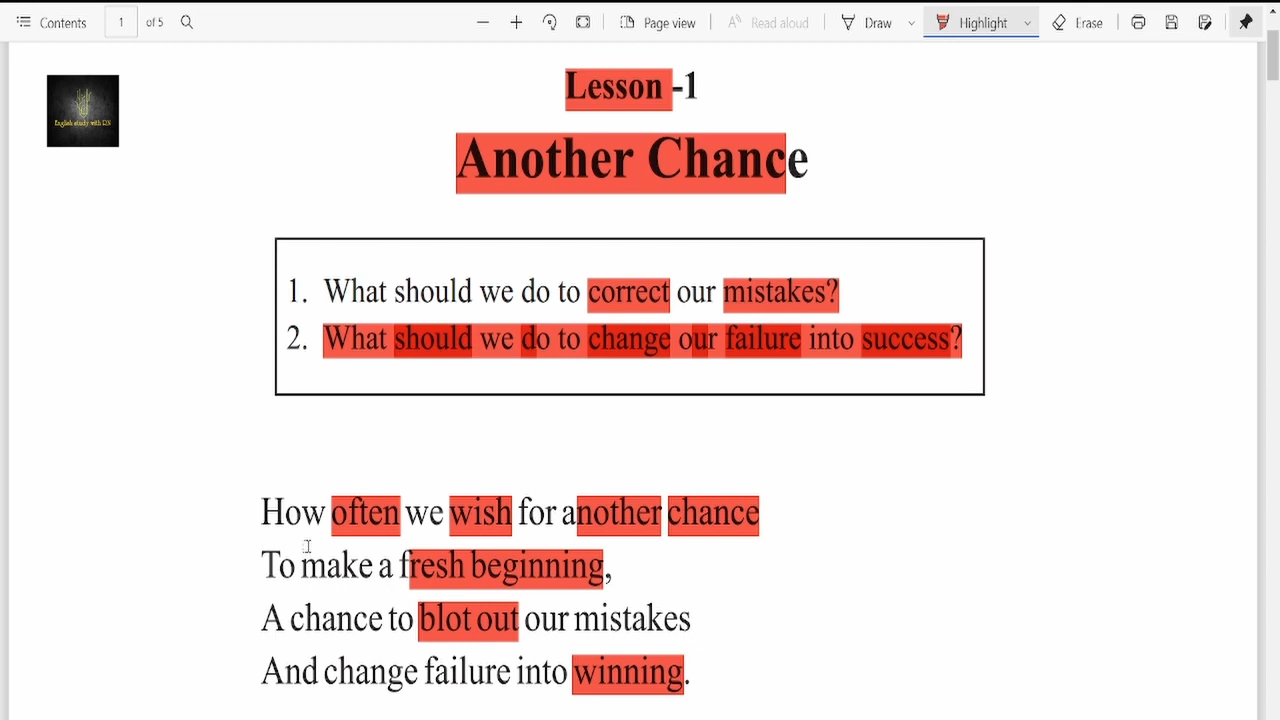 Contents 1 of 5 Page view Read aloud Draw Highlight Erase
English study with
Lesson -1
Another Chance
1. What should we do to correct our mistakes?
2. What should we do to change our failure into success?
How often we wish for another chance
To make a fresh beginning,
A chance to blot out our mistakes
And change failure into winning.